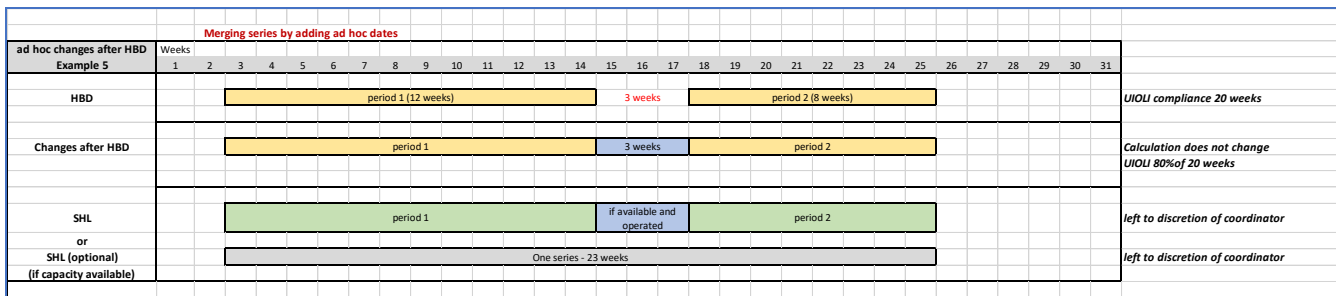 Merging series by adding ad hoc dates
ad hoc changes after HBD Weeks
Example 5 1 2 3 4 5 6 7 8 9 10 11 12 13 14 15 16 17 18 19 20 21 22 23 24 25 26 27 28 29 30 31
HBD period 1 (12 weeks) 3 weeks period 2 (8 weeks) UIOLI compliance 20 weeks
Changes after HBD period 1 3 weeks period 2 Calculation does not change
UIOLI 80%of 20 weeks
SHL period 1 if available and operated period 2 left to discretion of coordinator
or
SHL (optional) One series - 23 weeks left to discretion of coordinator
(if capacity available)